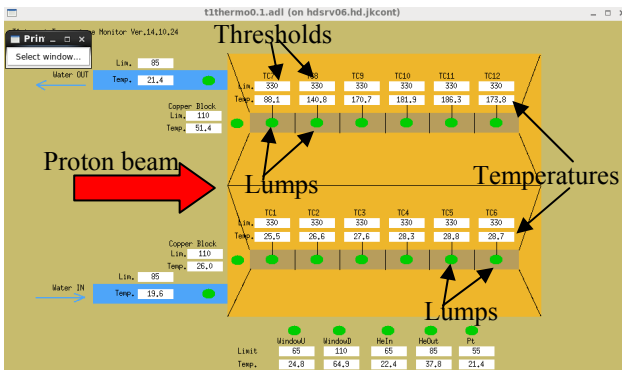 t1thermo0.1.adl (on hdsrv06.hd.jkcont)
Monitor Ver.14.10.24
Prin
Select window...
Thresholds
Lim. 85
Water OUT
Temp. 21.4
TC7 TC8 TC9 TC10 TC11 TC12
Lim. 330 330 330 330 330 330
Temp. 88.1 140.8 170.7 181.9 186.3 173.8
Copper Block
Lim. 110
Temp. 51.4
Proton beam
Lumps
Temperatures
TC1 TC2 TC3 TC4 TC5 TC6
Lim. 330 330 330 330 330 330
Temp. 25.5 26.6 27.6 28.3 28.8 28.7
Copper Block
Lim. 110
Temp. 26.0
Lim. 85
Water IN
Temp. 19.6
Lumps
WindowU WindowD HeIn HeOut Pt
Limit 65 110 65 85 55
Temp. 24.8 64.9 22.4 37.8 21.4